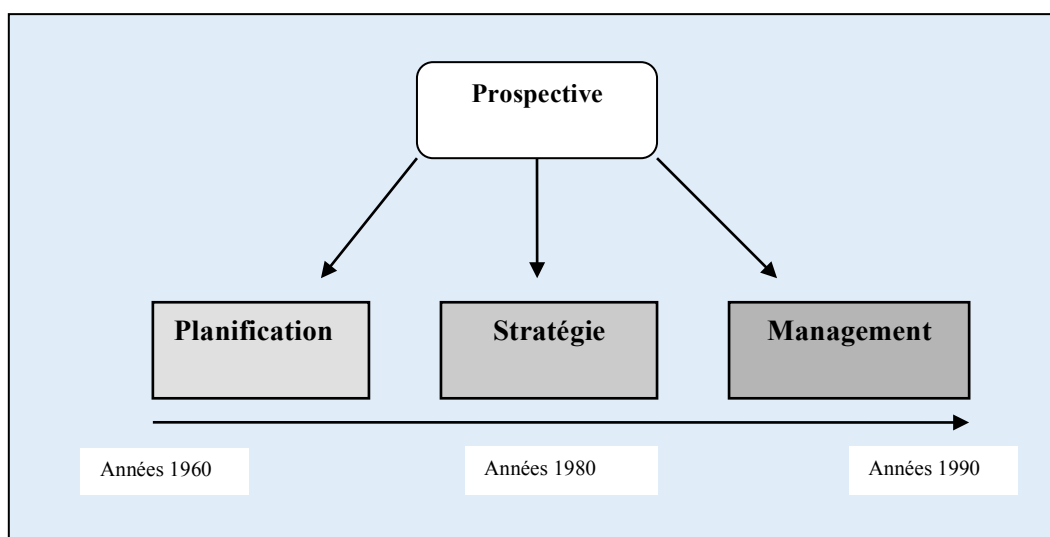 Prospective
Planification
Stratégie
Management
Années 1960
Années 1980
Années 1990